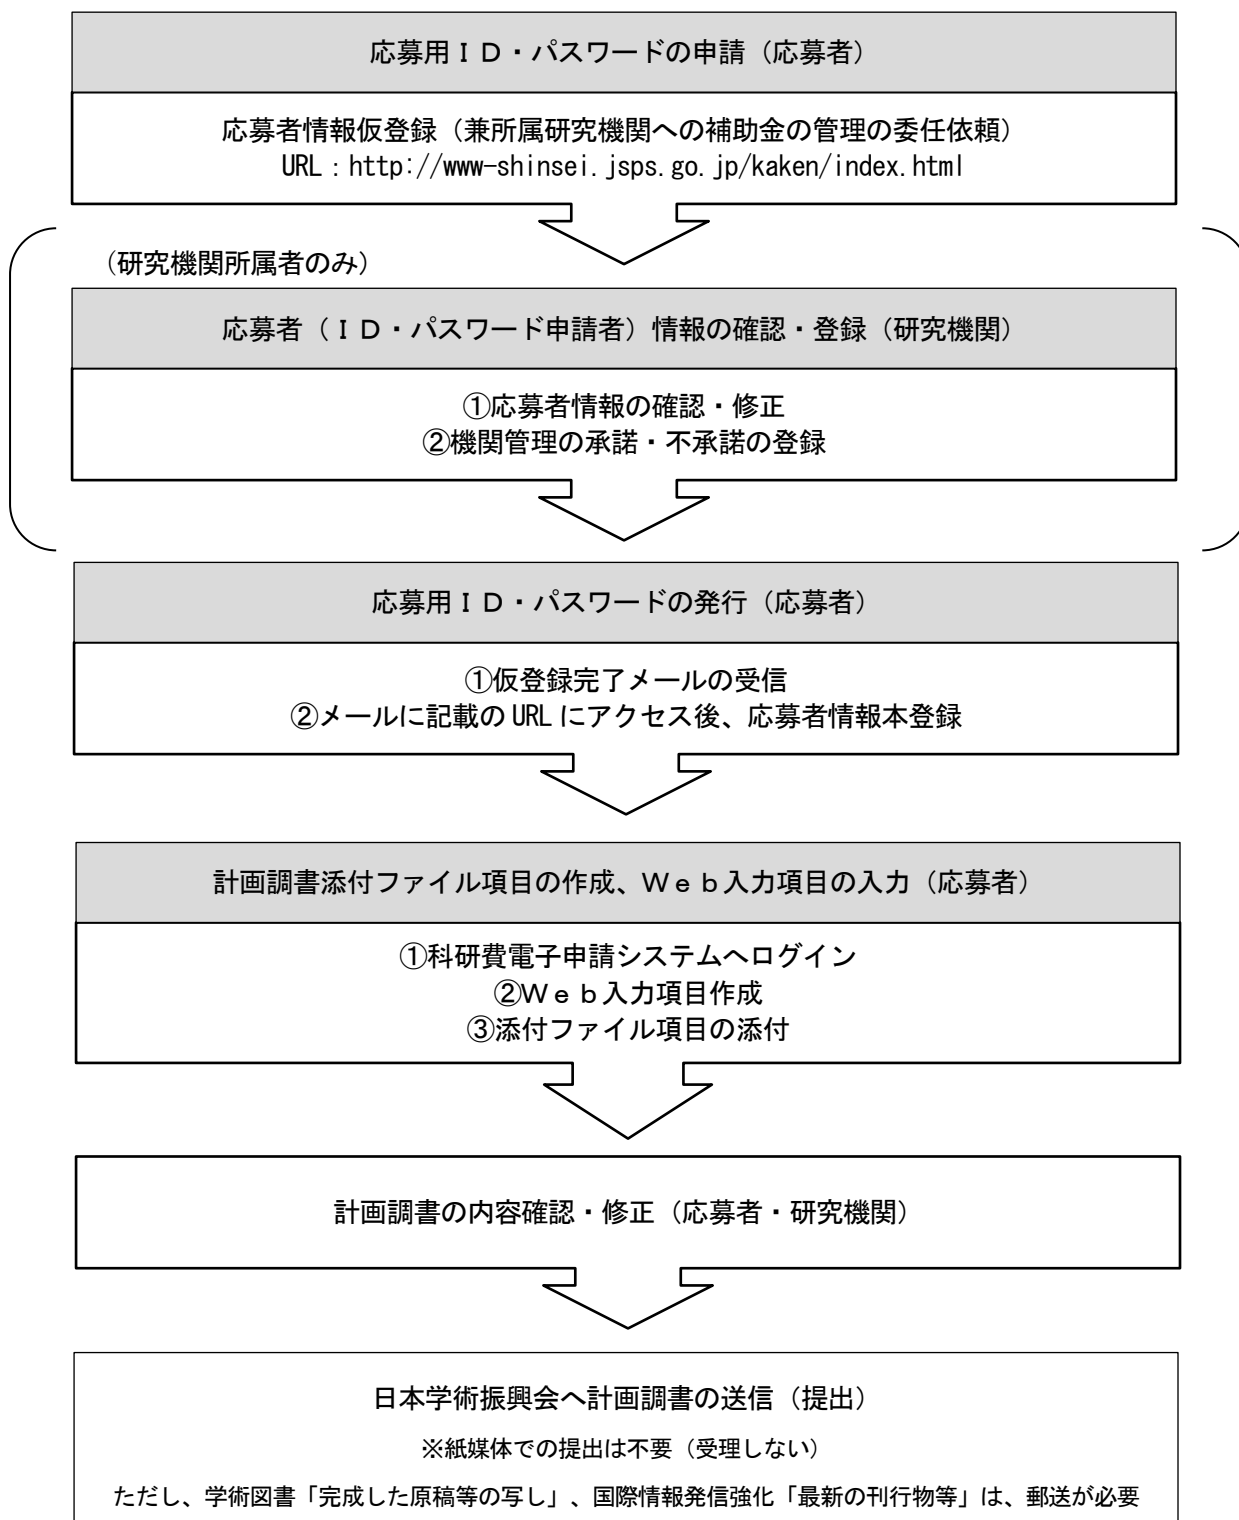 応募用ＩＤ・パスワードの申請（応募者）
応募者情報仮登録（兼所属研究機関への補助金の管理の委任依頼）
URL：http://www-shinsei.jsps.go.jp/kaken/index.html
（研究機関所属者のみ）
応募者（ＩＤ・パスワード申請者）情報の確認・登録（研究機関）
①応募者情報の確認・修正
②機関管理の承諾・不承諾の登録
応募用ＩＤ・パスワードの発行（応募者）
①仮登録完了メールの受信
②メールに記載の URL にアクセス後、応募者情報本登録
計画調書添付ファイル項目の作成、Ｗｅｂ入力項目の入力（応募者）
①科研費電子申請システムへログイン
②Ｗｅｂ入力項目作成
③添付ファイル項目の添付
計画調書の内容確認・修正（応募者・研究機関）
日本学術振興会へ計画調書の送信（提出）
※紙媒体での提出は不要（受理しない）
ただし、学術図書「完成した原稿等の写し」、国際情報発信強化「最新の刊行物等」は、郵送が必要